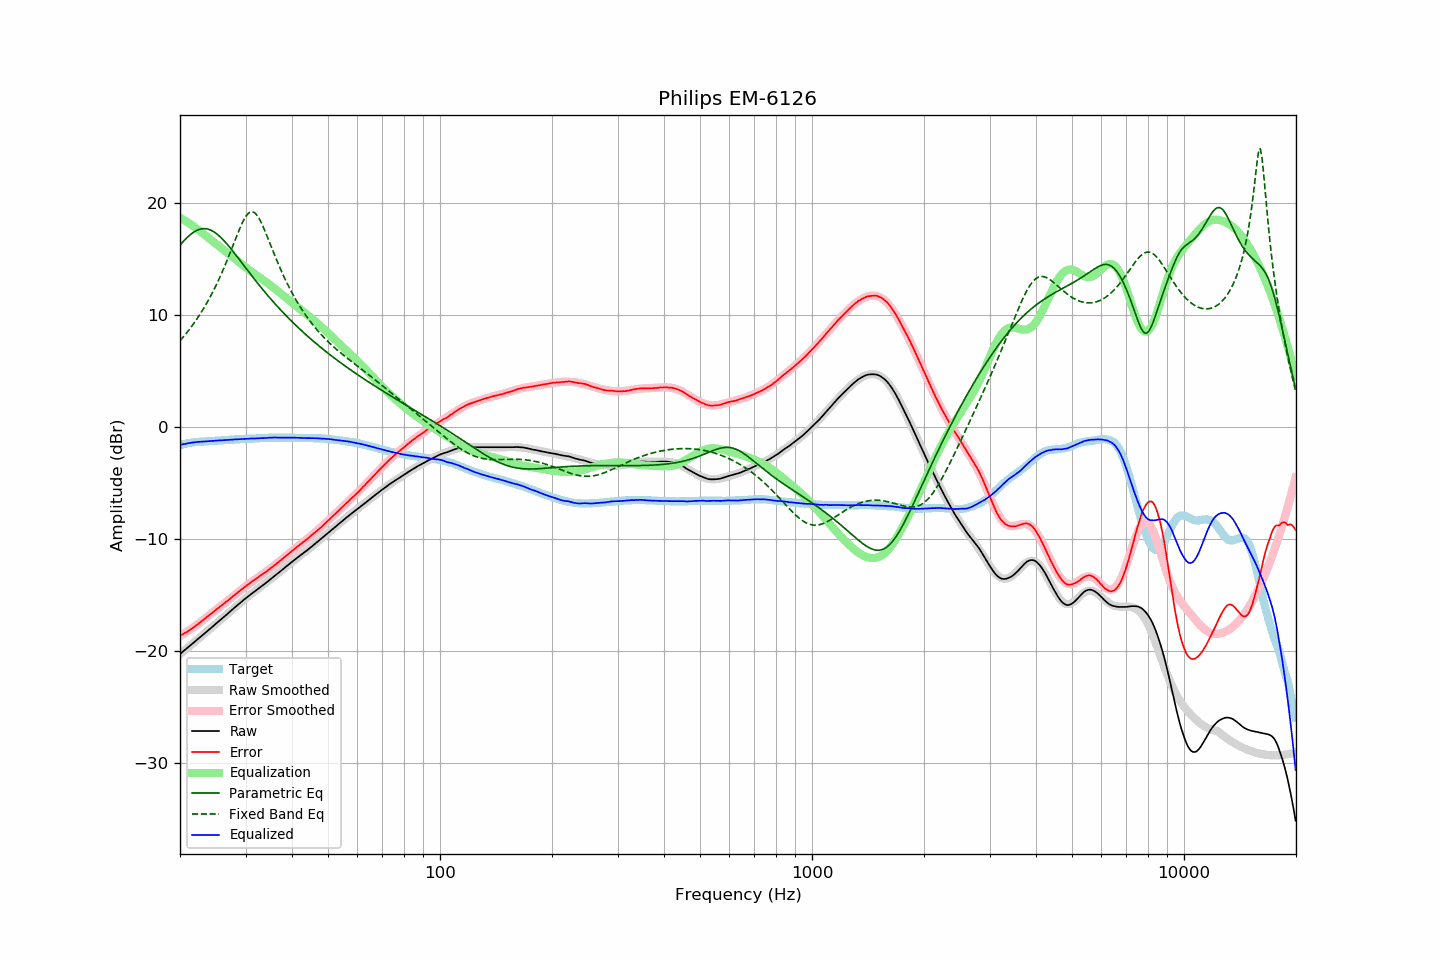 Philips EM-6126
Amplitude (dBr)
20
10
0
−10
−20
−30
Target
Raw Smoothed
Error Smoothed
Raw
Error
Equalization
Parametric Eq
Fixed Band Eq
Equalized
100
1000
10000
Frequency (Hz)